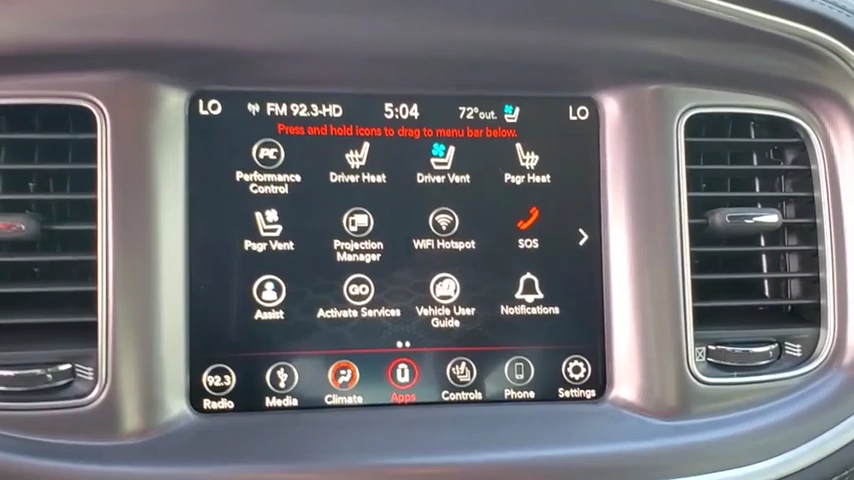 LO FM 92.3-HD 5:04 72°out. LO
Press and hold icons to drag to menu bar below.
PC
Performance Control
Driver Heat
Driver Vent
Psgr Heat
Psgr Vent
Projection Manager
WiFi Hotspot
SOS
Assist
GO
Activate Services
Vehicle User Guide
Notifications
92.3
Radio
Media
Climate
Apps
Controls
Phone
Settings